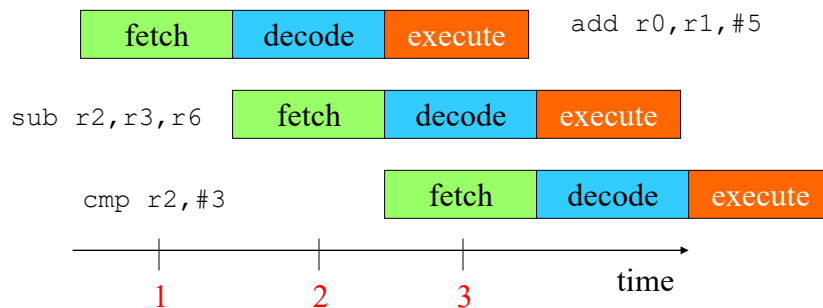 fetch decode execute add r0,r1,#5
sub r2,r3,r6 fetch decode execute
cmp r2,#3 fetch decode execute
time
1 2 3